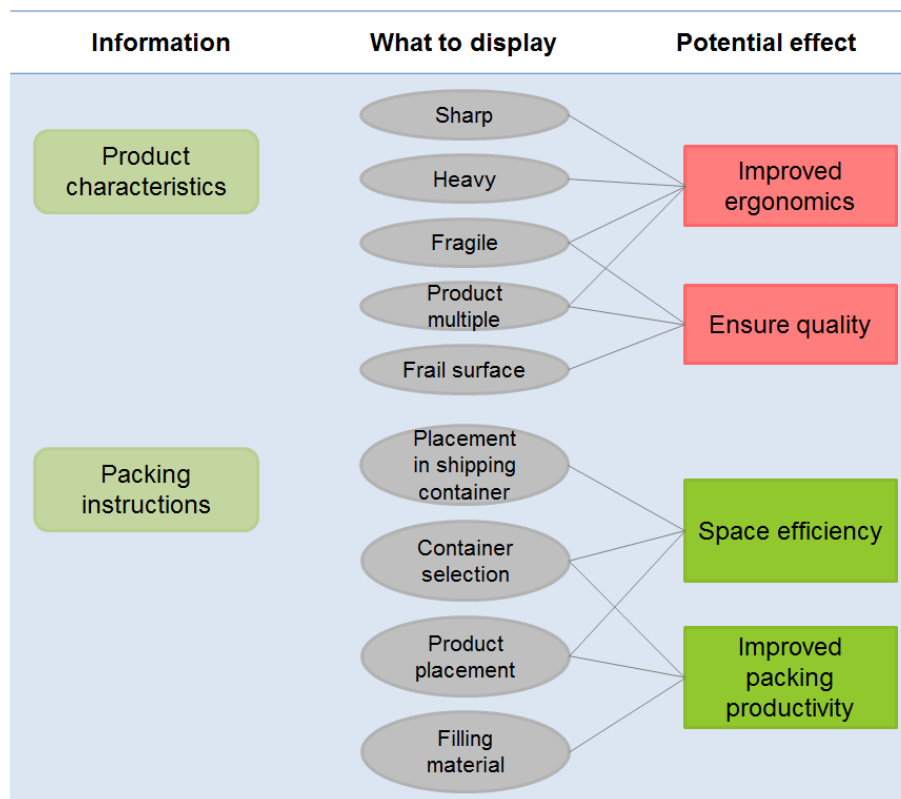 Information
What to display
Potential effect
Product
characteristics
Sharp
Heavy
Fragile
Product
multiple
Frail surface
Improved
ergonomics
Ensure quality
Packing
instructions
Placement
in shipping
container
Container
selection
Product
placement
Filling
material
Space efficiency
Improved
packing
productivity